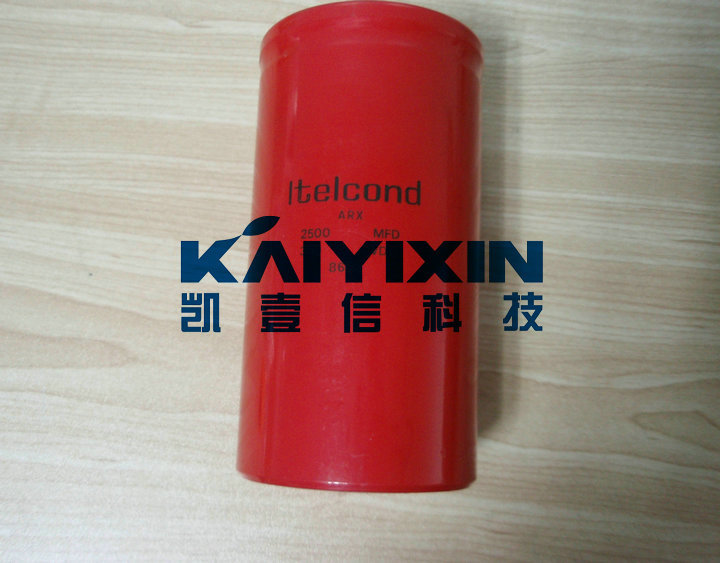 Itelcond
ARX
2500 MFD
KAIYIXIN
凯壹信科技